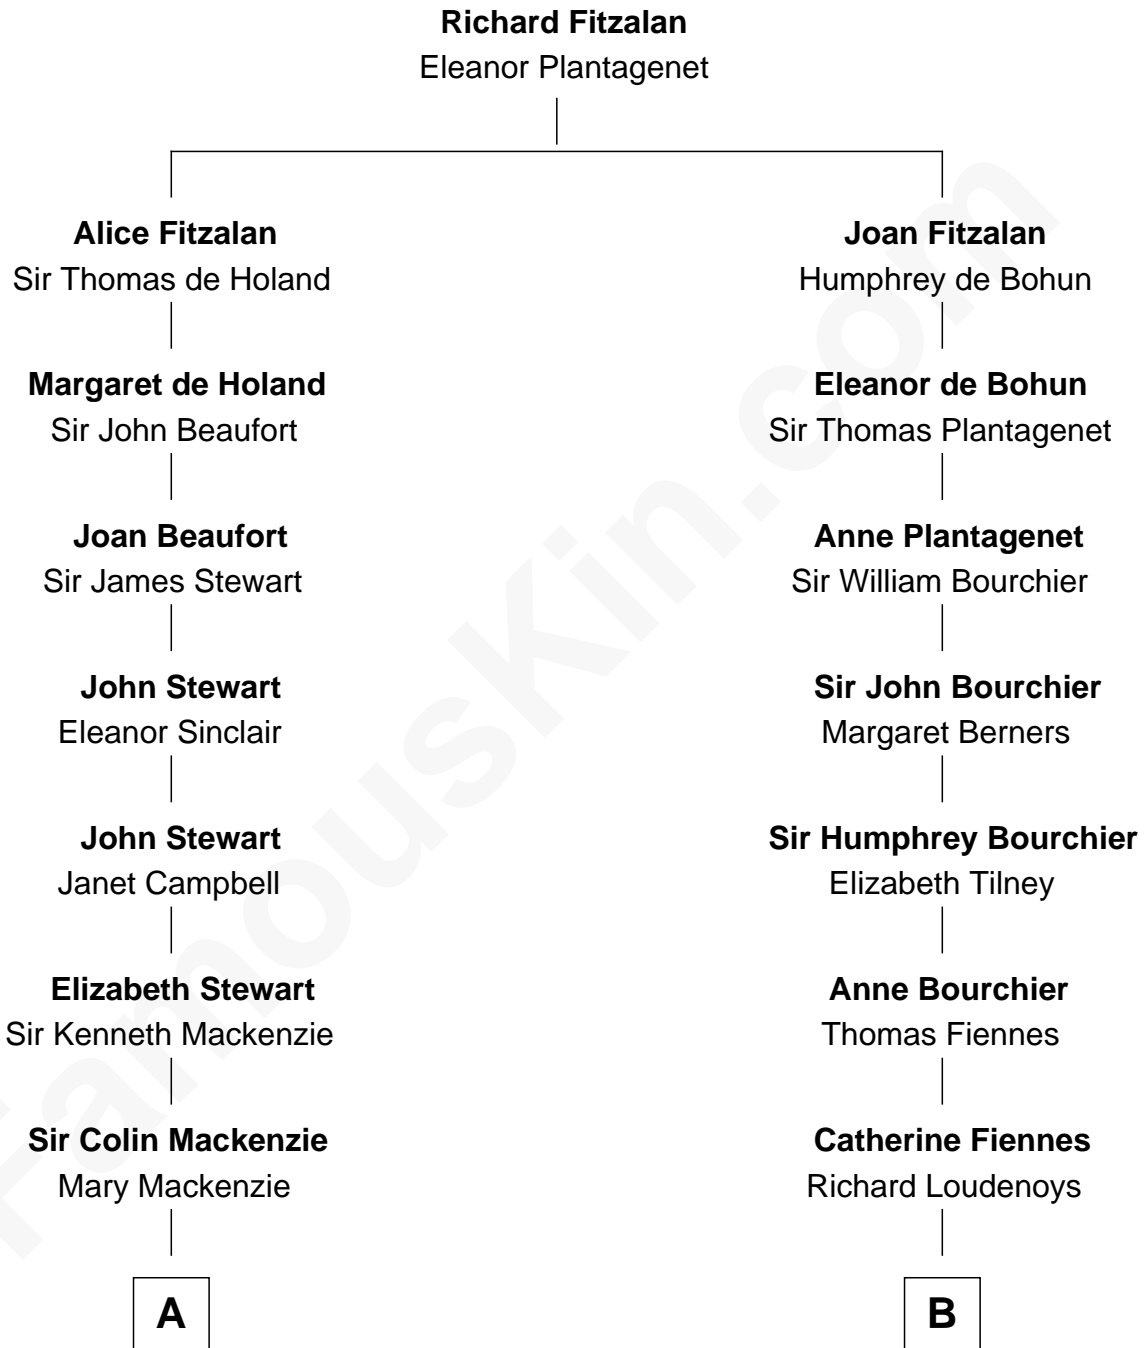 Richard Fitzalan
Eleanor Plantagenet
Alice Fitzalan
Sir Thomas de Holand
Joan Fitzalan
Humphrey de Bohun
Margaret de Holand
Sir John Beaufort
Eleanor de Bohun
Sir Thomas Plantagenet
Joan Beaufort
Sir James Stewart
Anne Plantagenet
Sir William Bourchier
John Stewart
Eleanor Sinclair
Sir John Bourchier
Margaret Berners
John Stewart
Janet Campbell
Sir Humphrey Bourchier
Elizabeth Tilney
Elizabeth Stewart
Sir Kenneth Mackenzie
Anne Bourchier
Thomas Fiennes
Sir Colin Mackenzie
Mary Mackenzie
Catherine Fiennes
Richard Loudenoys
A
B
FamousKin.com